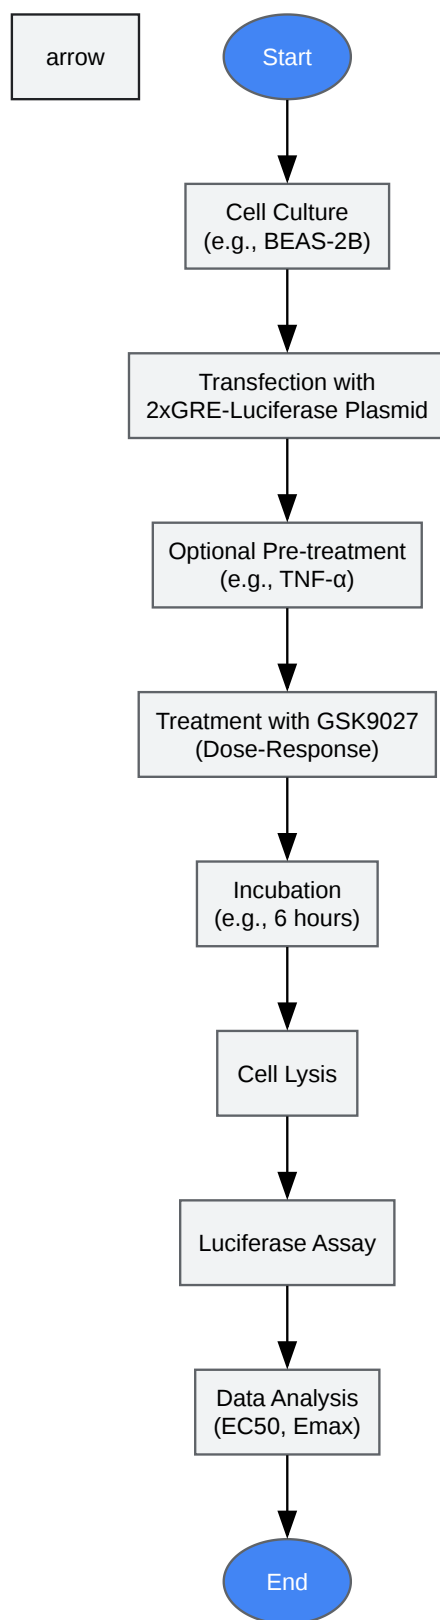 arrow
Start
Cell Culture
(e.g., BEAS-2B)
Transfection with
2xGRE-Luciferase Plasmid
Optional Pre-treatment
(e.g., TNF-α)
Treatment with GSK9027
(Dose-Response)
Incubation
(e.g., 6 hours)
Cell Lysis
Luciferase Assay
Data Analysis
(EC50, Emax)
End